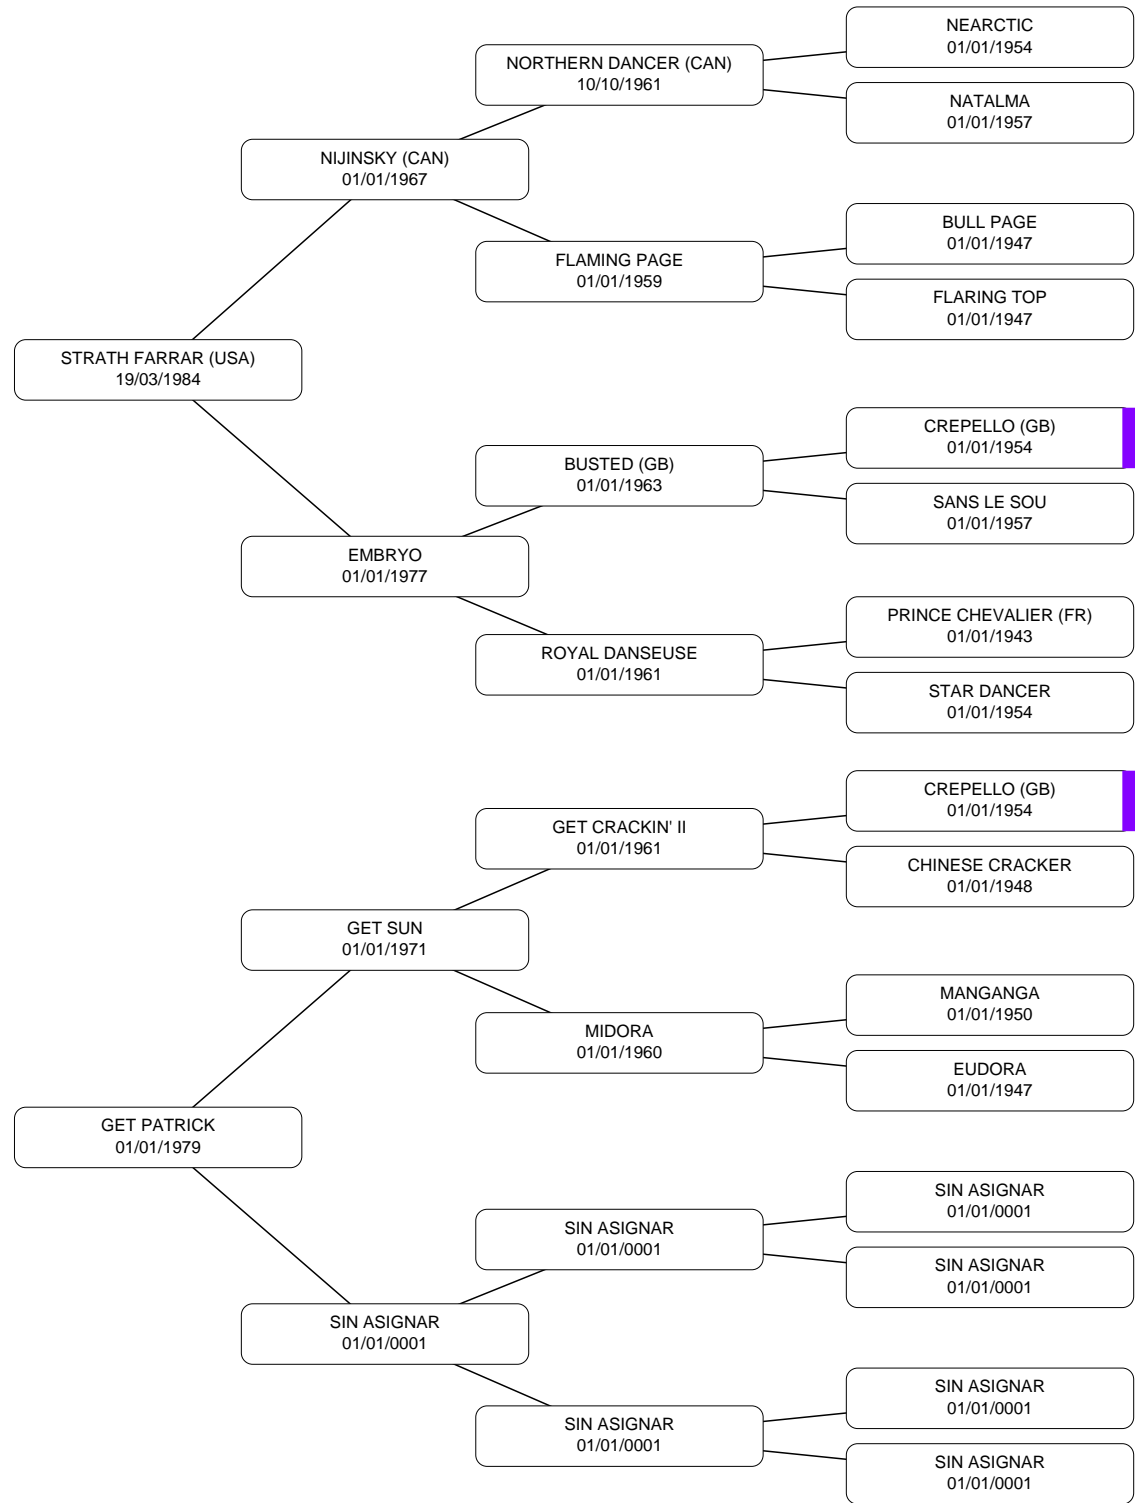 NEARCTIC
01/01/1954
NORTHERN DANCER (CAN)
10/10/1961
NATALMA
01/01/1957
NIJINSKY (CAN)
01/01/1967
BULL PAGE
01/01/1947
FLAMING PAGE
01/01/1959
FLARING TOP
01/01/1947
STRATH FARRAR (USA)
19/03/1984
CREPELLO (GB)
01/01/1954
BUSTED (GB)
01/01/1963
SANS LE SOU
01/01/1957
EMBRYO
01/01/1977
PRINCE CHEVALIER (FR)
01/01/1943
ROYAL DANSEUSE
01/01/1961
STAR DANCER
01/01/1954
CREPELLO (GB)
01/01/1954
GET CRACKIN' II
01/01/1961
CHINESE CRACKER
01/01/1948
GET SUN
01/01/1971
MANGANGA
01/01/1950
MIDORA
01/01/1960
EUDORA
01/01/1947
GET PATRICK
01/01/1979
SIN ASIGNAR
01/01/0001
SIN ASIGNAR
01/01/0001
SIN ASIGNAR
01/01/0001
SIN ASIGNAR
01/01/0001
SIN ASIGNAR
01/01/0001
SIN ASIGNAR
01/01/0001
SIN ASIGNAR
01/01/0001